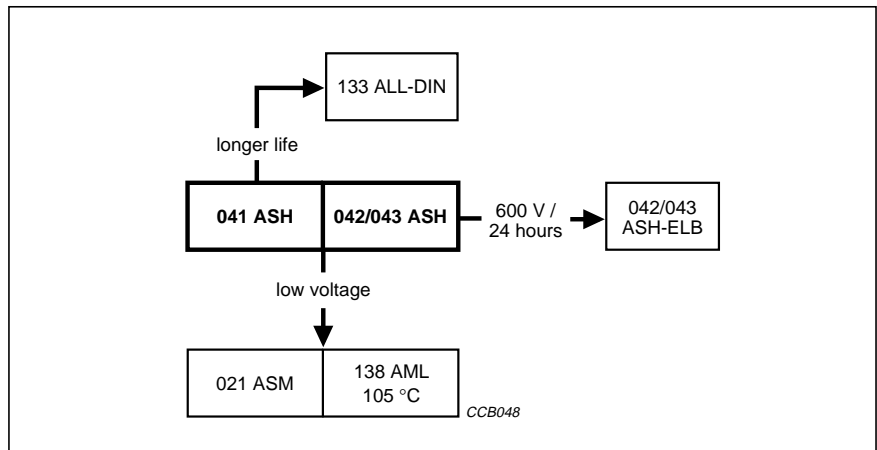 133 ALL-DIN
longer life
041 ASH
042/043 ASH
600 V /
24 hours
042/043
ASH-ELB
low voltage
021 ASM
138 AML
105 °C
CCB048